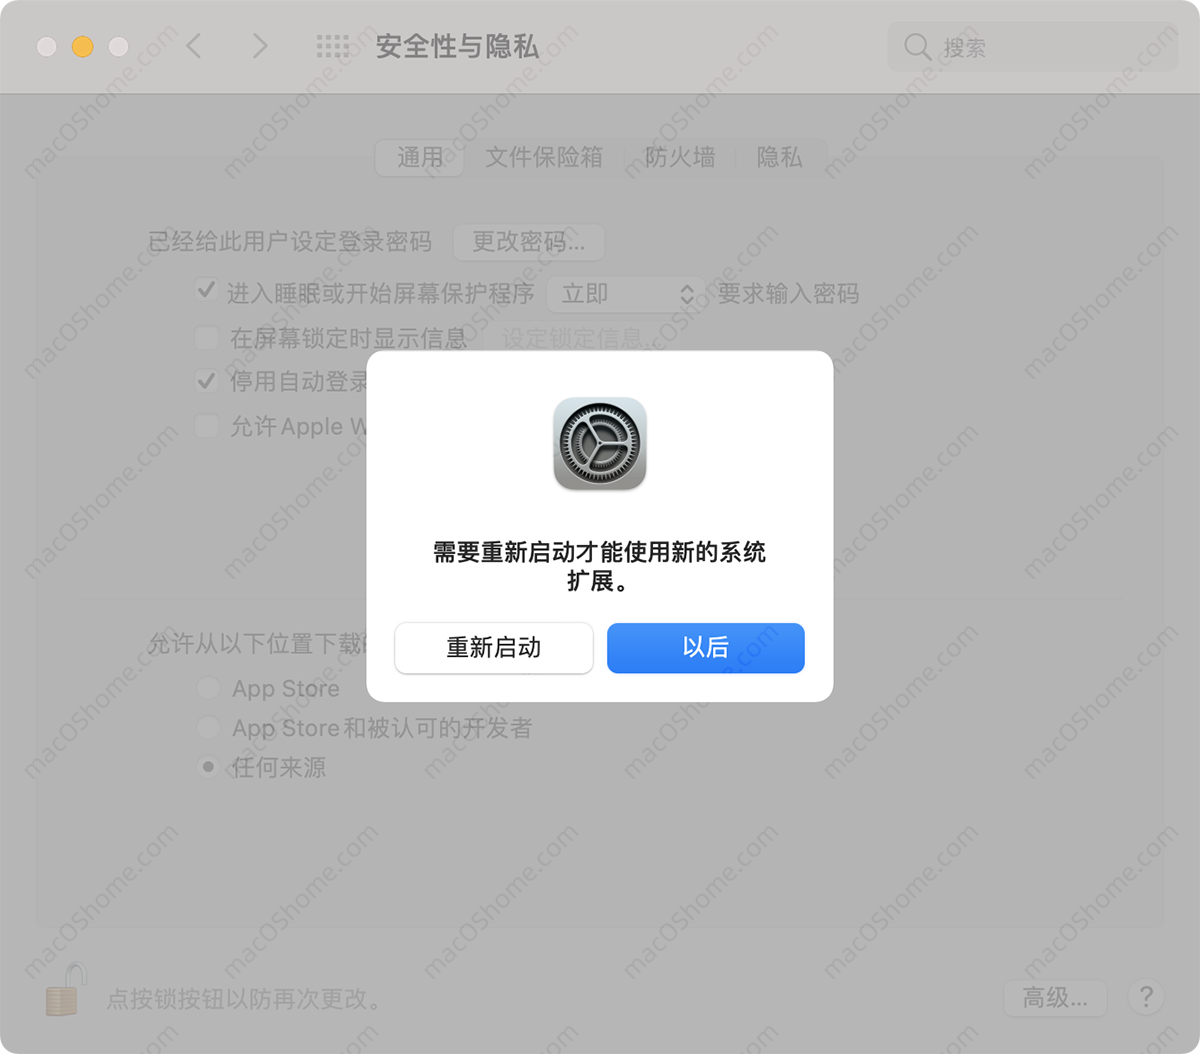 安全性与隐私
搜索
通用 文件保险箱 防火墙 隐私
已经给此用户设定登录密码 更改密码...
进入睡眠或开始屏幕保护程序 立即 要求输入密码
在屏幕锁定时显示信息 设定锁定信息...
停用自动登录
允许 Apple W
需要重新启动才能使用新的系统
扩展。
重新启动 以后
允许从以下位置下载
App Store
App Store 和被认可的开发者
任何来源
点按锁按钮以防再次更改。
高级... ?
macOShome.com